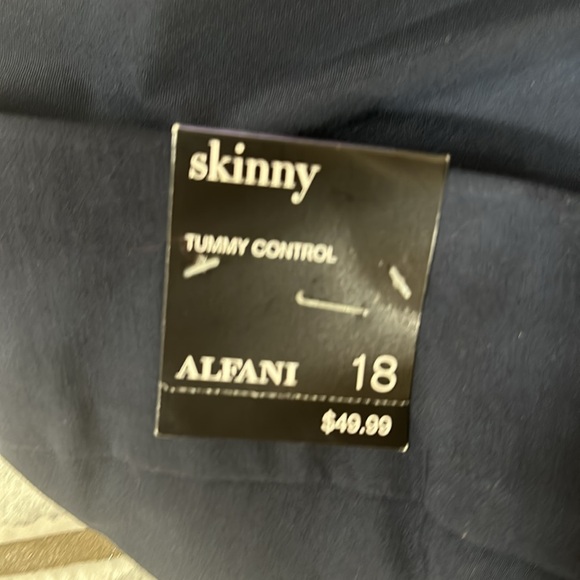 skinny
TUMMY CONTROL
ALFANI 18
$49.99